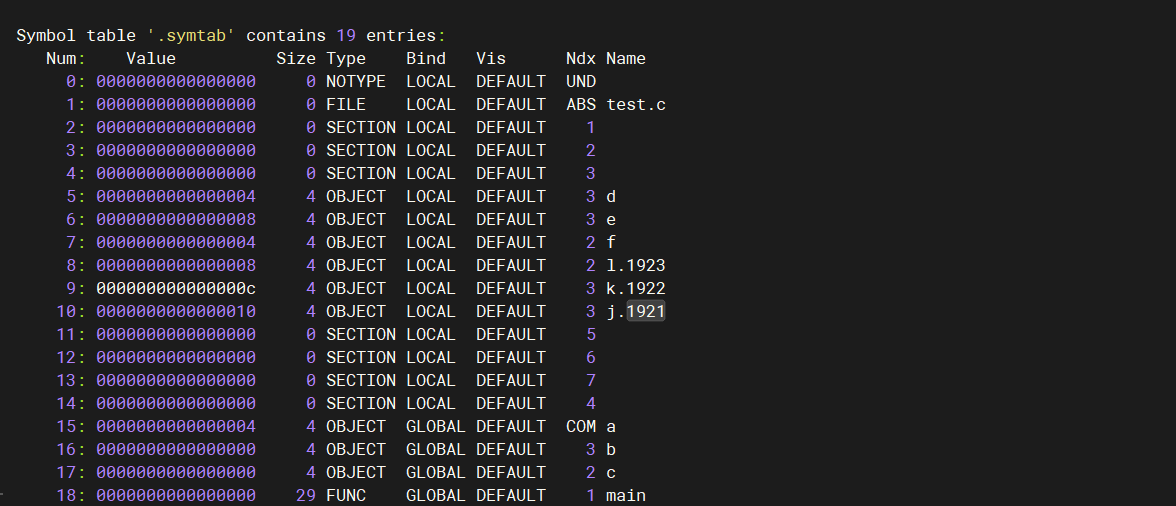 Symbol table '.symtab' contains 19 entries:
Num: Value Size Type Bind Vis Ndx Name
0: 0000000000000000 0 NOTYPE LOCAL DEFAULT UND
1: 0000000000000000 0 FILE LOCAL DEFAULT ABS test.c
2: 0000000000000000 0 SECTION LOCAL DEFAULT 1
3: 0000000000000000 0 SECTION LOCAL DEFAULT 2
4: 0000000000000000 0 SECTION LOCAL DEFAULT 3
5: 0000000000000004 4 OBJECT LOCAL DEFAULT 3 d
6: 0000000000000008 4 OBJECT LOCAL DEFAULT 3 e
7: 0000000000000004 4 OBJECT LOCAL DEFAULT 2 f
8: 0000000000000008 4 OBJECT LOCAL DEFAULT 2 l.1923
9: 000000000000000c 4 OBJECT LOCAL DEFAULT 3 k.1922
10: 0000000000000010 4 OBJECT LOCAL DEFAULT 3 j.1921
11: 0000000000000000 0 SECTION LOCAL DEFAULT 5
12: 0000000000000000 0 SECTION LOCAL DEFAULT 6
13: 0000000000000000 0 SECTION LOCAL DEFAULT 7
14: 0000000000000000 0 SECTION LOCAL DEFAULT 4
15: 0000000000000004 4 OBJECT GLOBAL DEFAULT COM a
16: 0000000000000000 4 OBJECT GLOBAL DEFAULT 3 b
17: 0000000000000000 4 OBJECT GLOBAL DEFAULT 2 c
18: 0000000000000000 29 FUNC GLOBAL DEFAULT 1 main